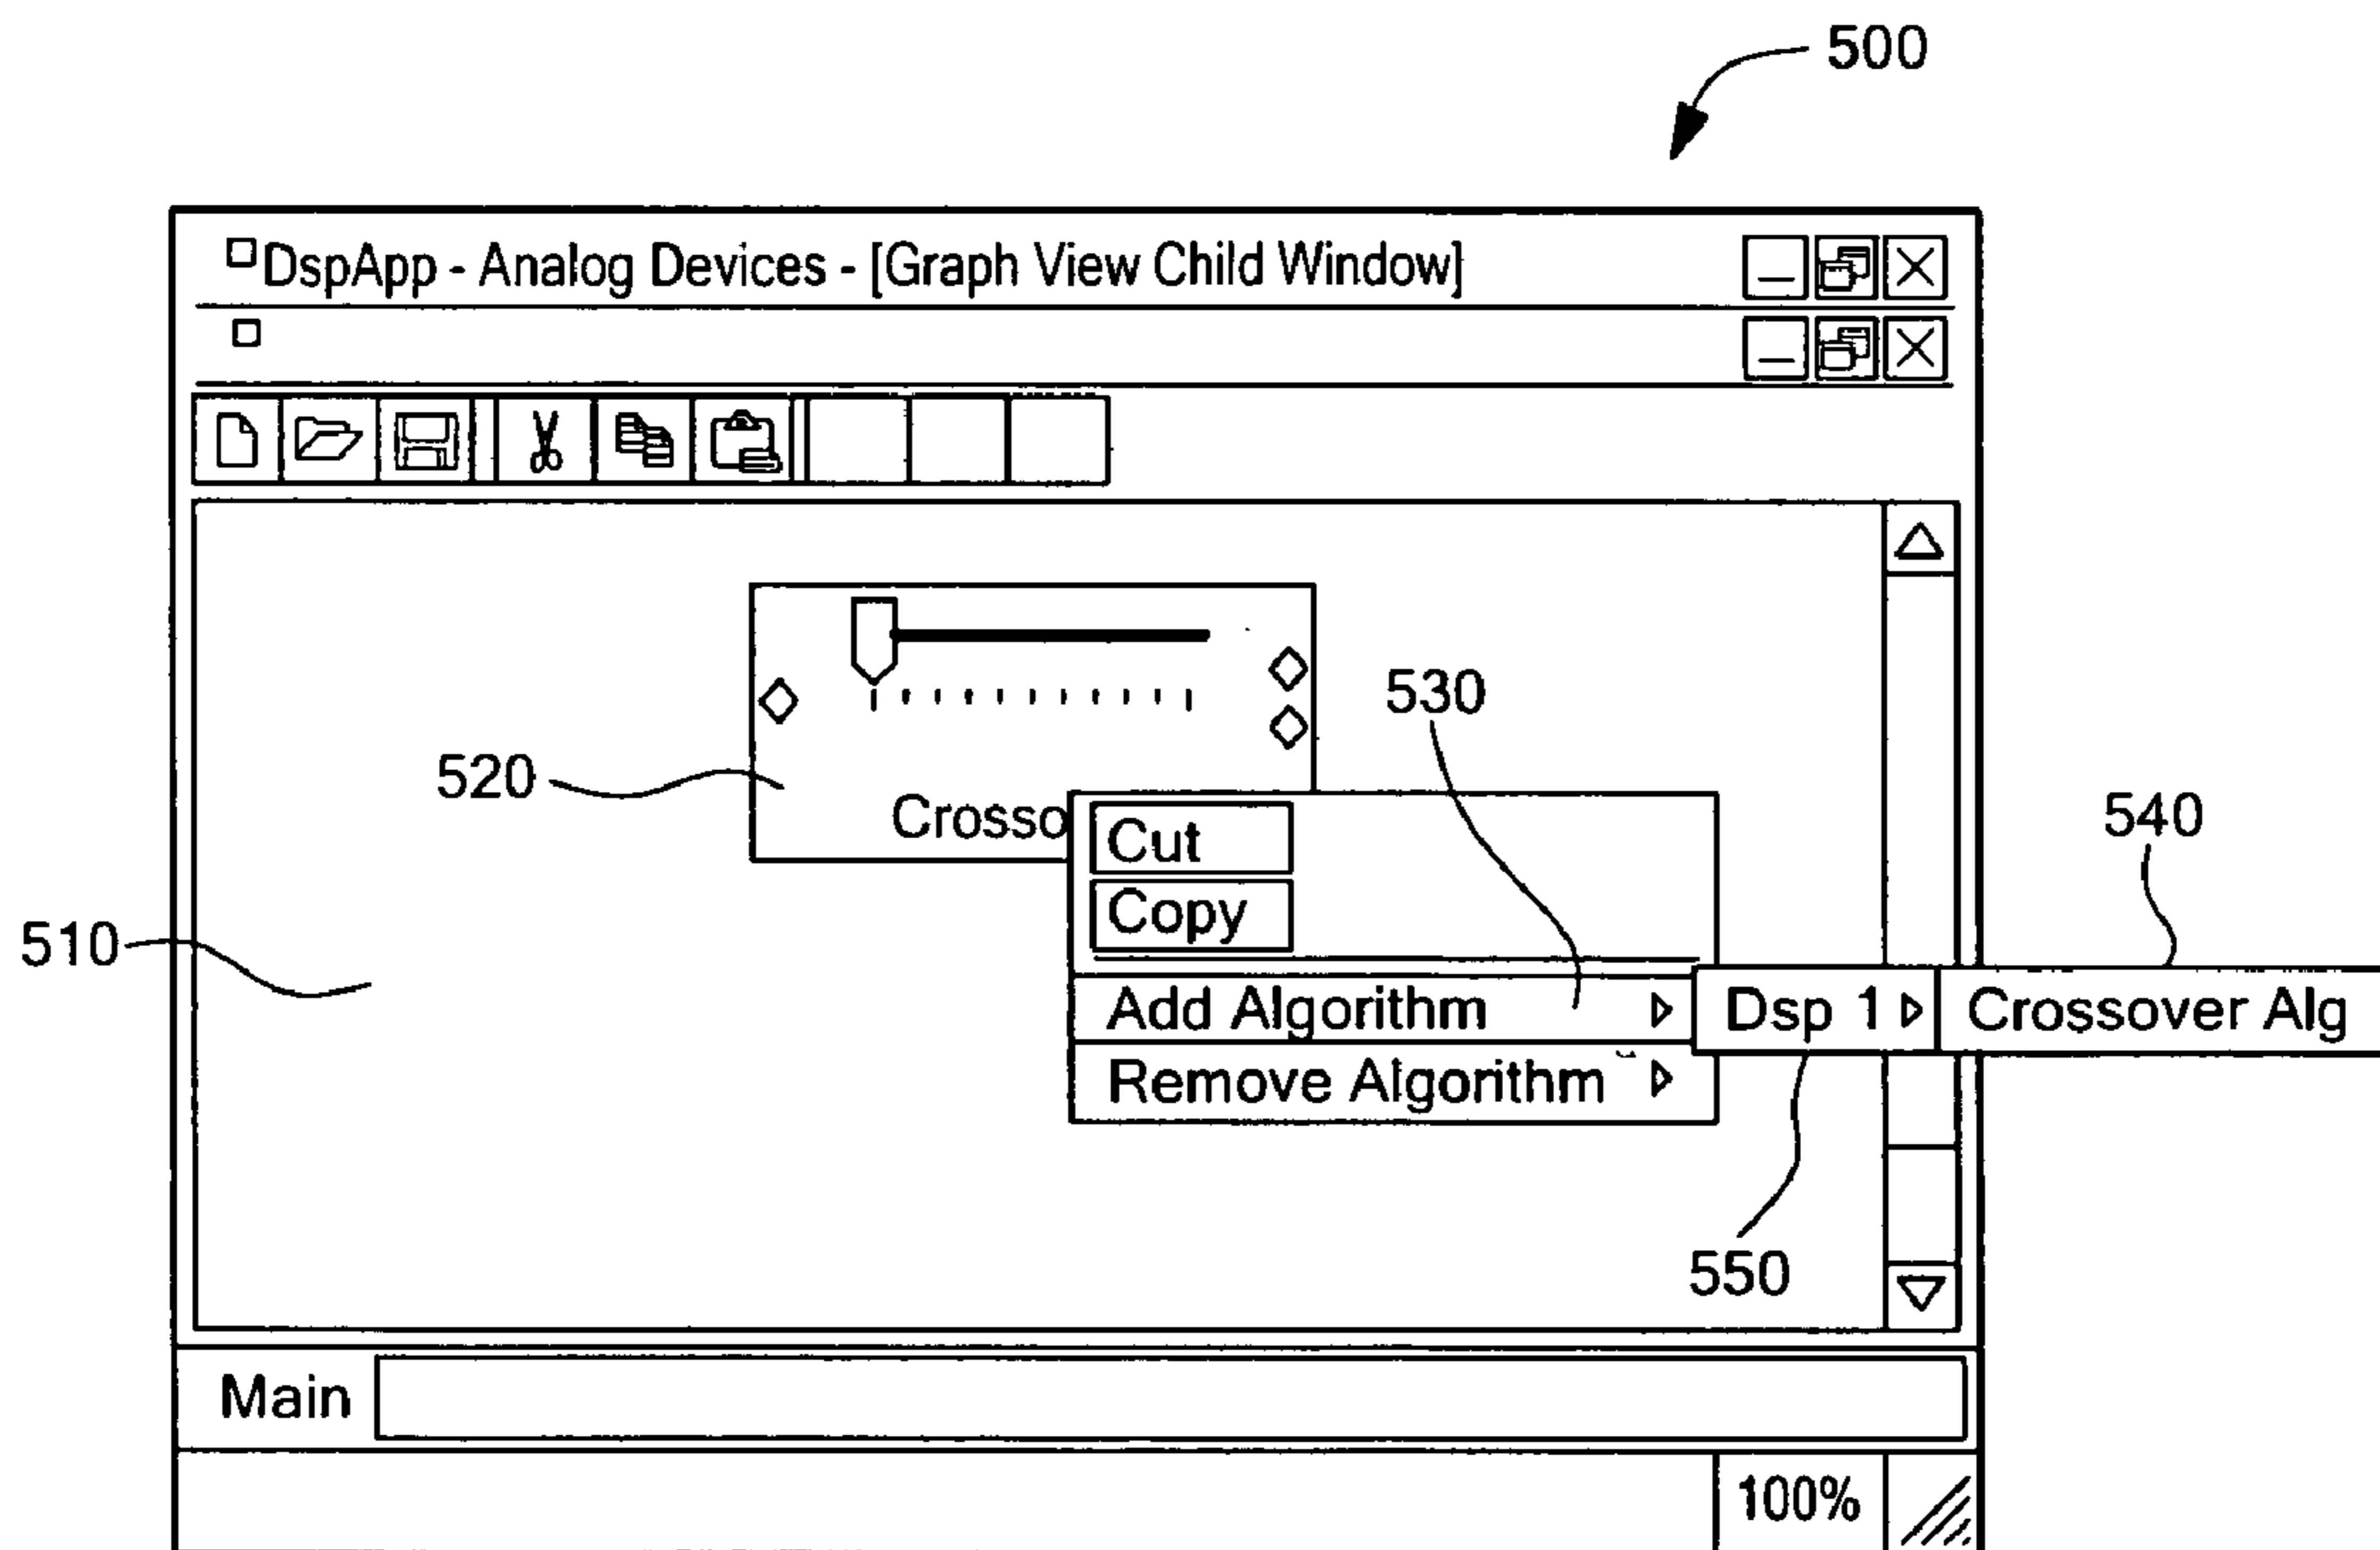 500
DspApp - Analog Devices - [Graph View Child Window]
530
520
Crosso
540
Cut
Copy
510
Add Algorithm
Dsp 1
Crossover Alg
Remove Algorithm
550
Main
100%